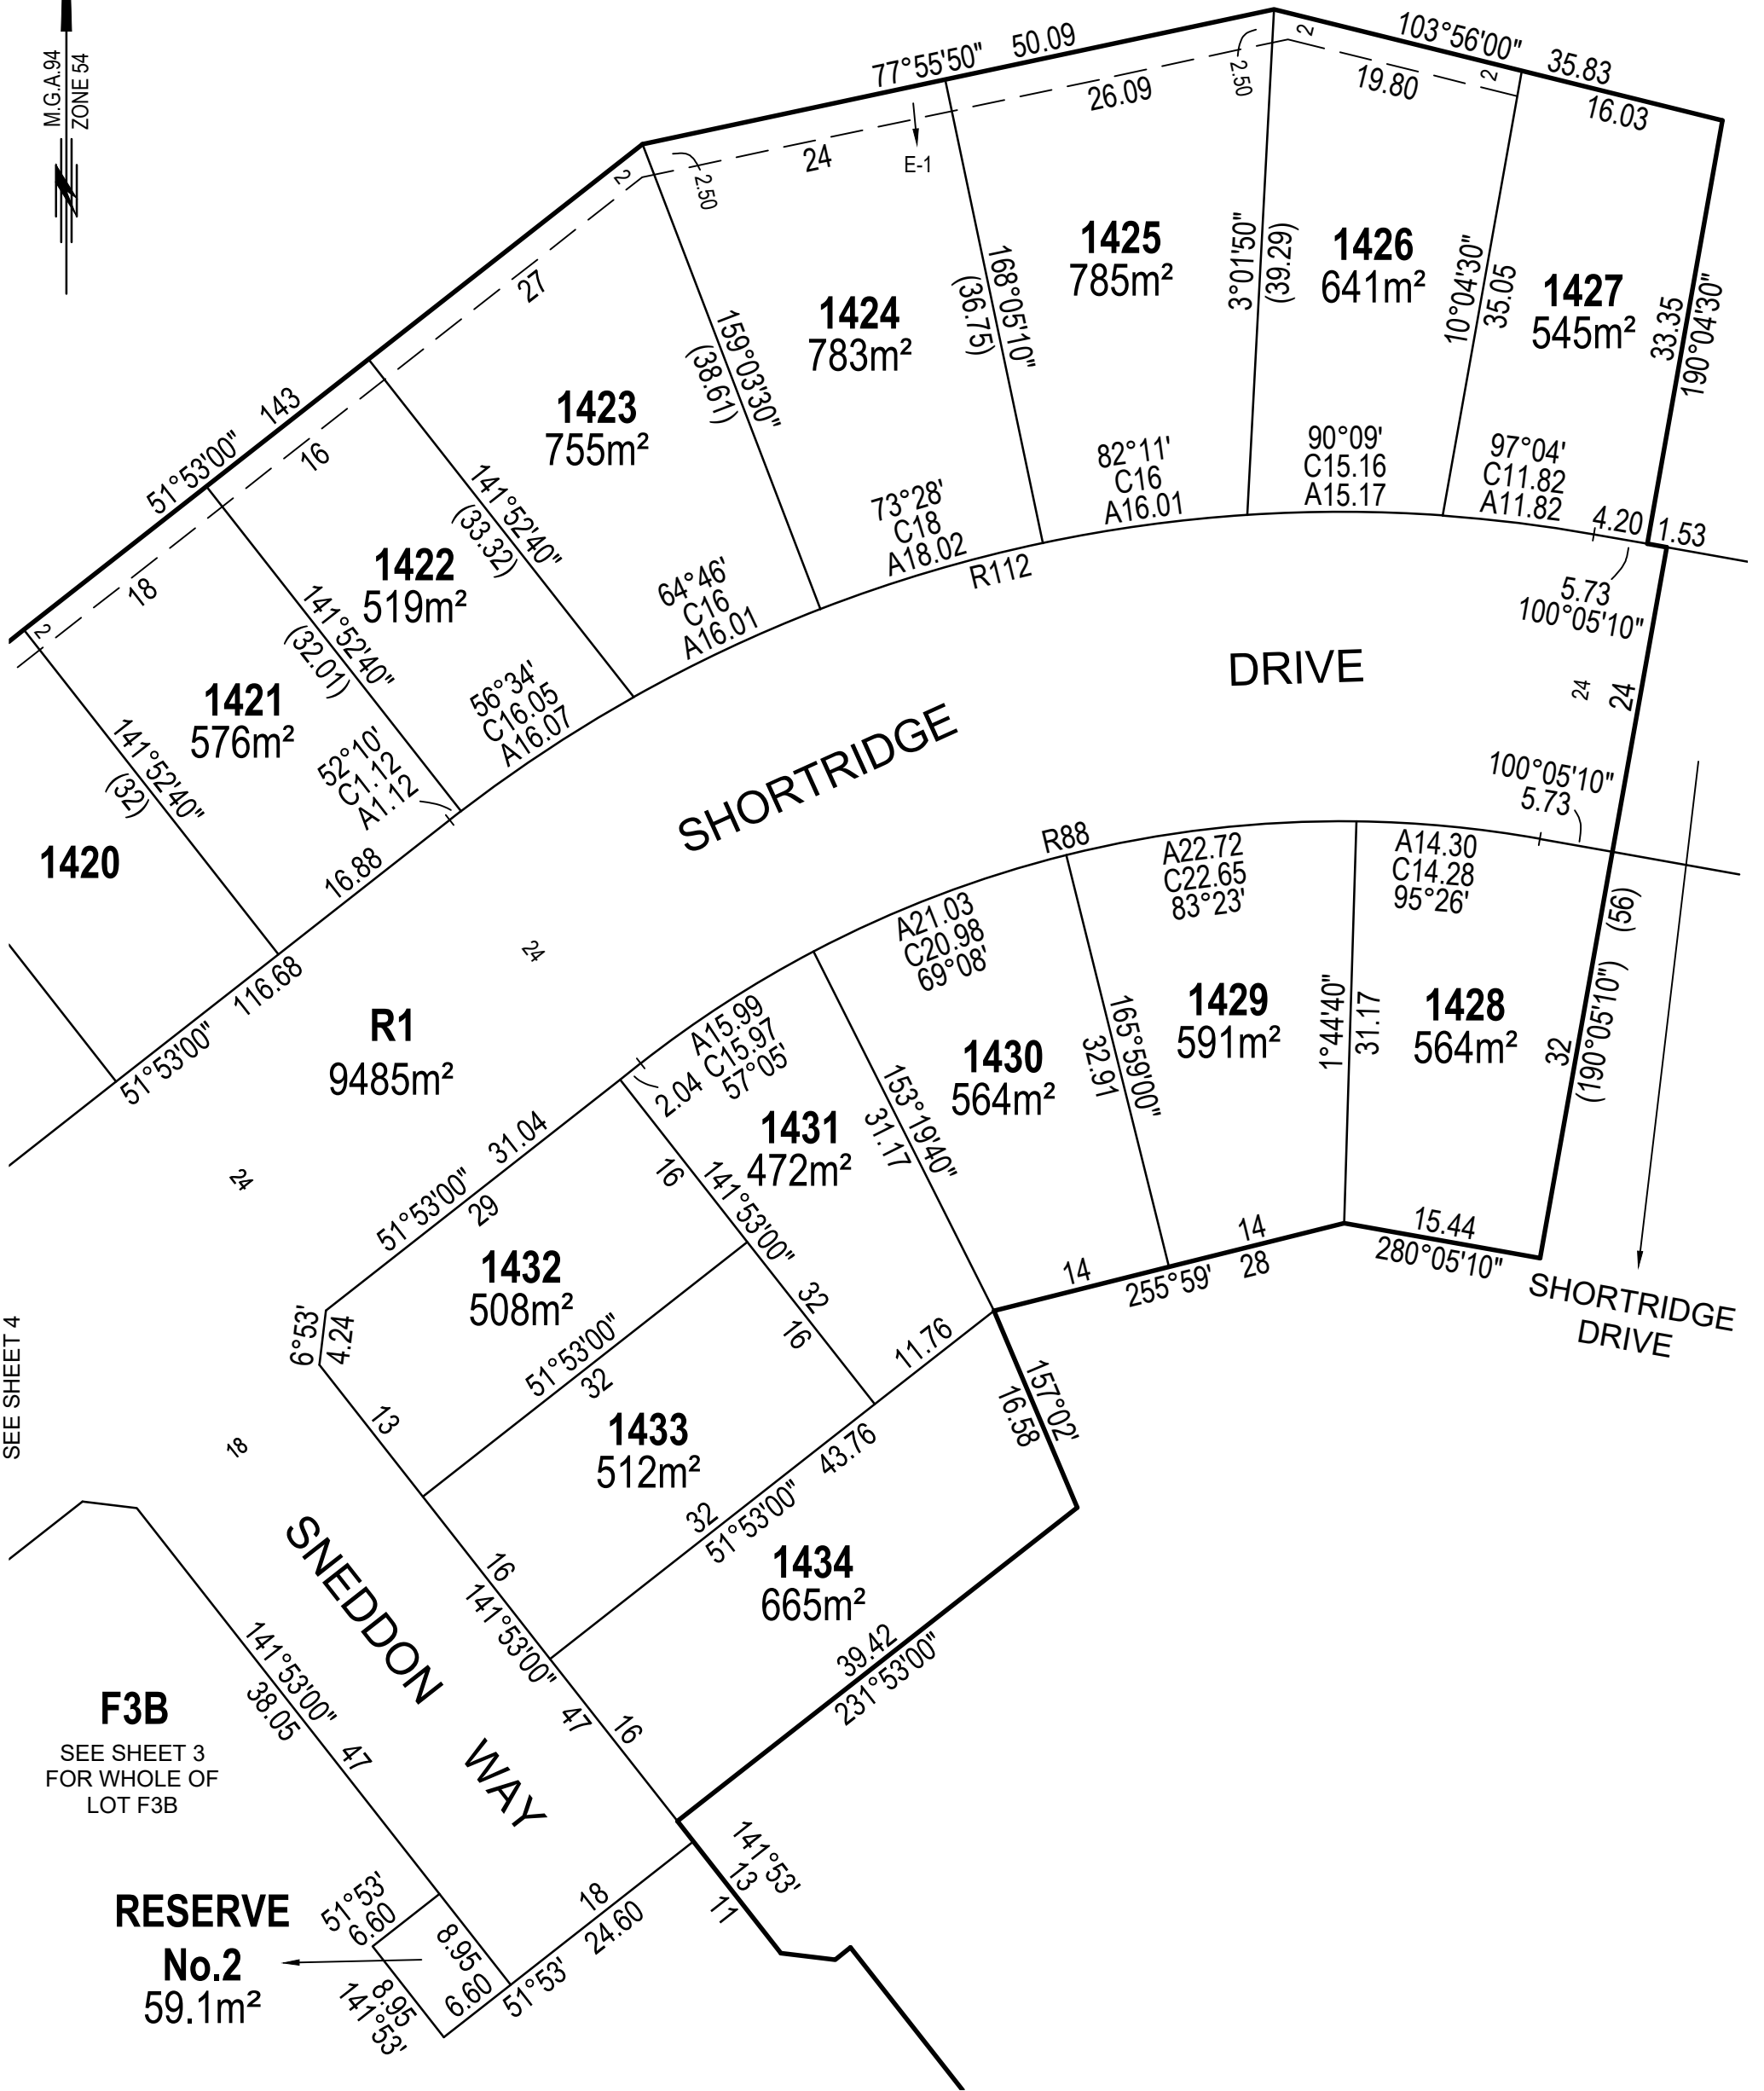 M.G.A.94
ZONE 54
77°55'50"
50.09
103°56'00"
35.83
2
2
19.80
16.03
2.50
26.09
24
E-1
2
2.50
27
1425
785m²
3°01'50"
(39.29)
1426
641m²
10°04'30"
35.05
1427
545m²
33.35
190°04'30"
168°05'10"
(36.75)
1424
783m²
159°03'30"
(38.61)
1423
755m²
143
51°53'00"
16
141°52'40"
(33.32)
82°11'
C16
A16.01
90°09'
C15.16
A15.17
97°04'
C11.82
A11.82
4.20
1.53
73°28'
C18
A18.02
R112
64°46'
C16
A16.01
5.73
100°05'10"
18
2
1422
519m²
141°52'40"
(32.01)
56°34'
C16.05
A16.07
DRIVE
24
24
1421
576m²
141°52'40"
(32)
52°10'
C1.12
A1.12
SHORTRIDGE
100°05'10"
5.73
1420
16.88
R88
A22.72
C22.65
83°23'
A14.30
C14.28
95°26'
A21.03
C20.98
69°08'
(56)
(190°05'10")
32
24
116.68
51°53'00"
R1
9485m²
A15.99
C15.97
57°05'
2.04
1429
591m²
1°44'40"
31.17
1428
564m²
165°59'00"
32.91
1430
564m²
153°19'40"
31.17
1431
472m²
16
141°53'00"
32
16
31.04
51°53'00"
29
24
14
255°59'
14
28
15.44
280°05'10"
SHORTRIDGE
DRIVE
1432
508m²
6°53'
4.24
51°53'00"
32
11.76
157°02'
16.58
SEE SHEET 4
13
1433
512m²
43.76
32
51°53'00"
18
SNEDDON
WAY
16
141°53'00"
47
16
1434
665m²
39.42
231°53'00"
141°53'00"
38.05
47
F3B
SEE SHEET 3
FOR WHOLE OF
LOT F3B
141°53'
13
11
RESERVE
No.2
59.1m²
51°53'
6.60
8.95
6.60
8.95
141°53'
18
24.60
51°53'